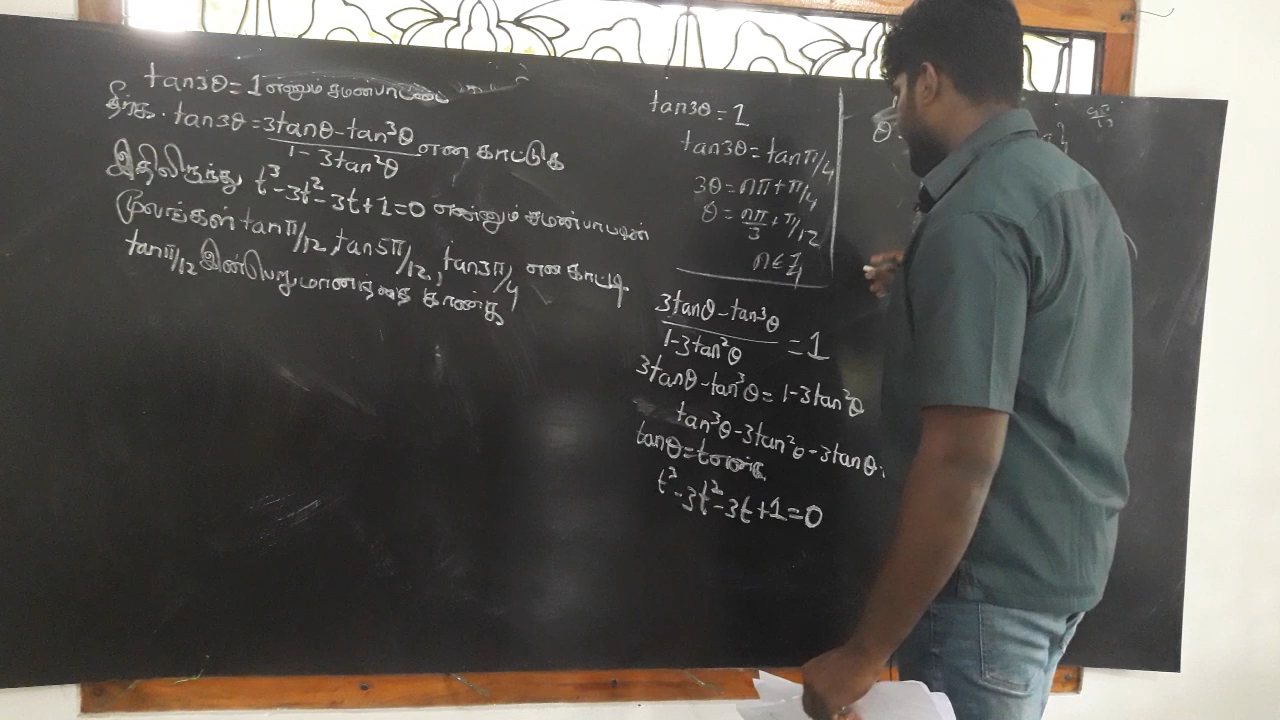 tan3θ = 1 எனும் சமன்பாட்டை
தீர்க்க. tan3θ = 3tanθ - tan³θ / 1 - 3tan²θ என காட்டுக
இதிலிருந்து t³ - 3t² - 3t + 1 = 0 என்னும் சமன்பாட்டின்
மூலங்கள் tanπ/12, tan5π/12, tan3π/4 என காட்டி
tanπ/12 இன் பெறுமானத்தை காண்க
tan3θ = 1
tan3θ = tanπ/4
3θ = nπ + π/4
θ = nπ/3 + π/12
n ∈ ℤ
3tanθ - tan³θ / 1 - 3tan²θ = 1
3tanθ - tan³θ = 1 - 3tan²θ
tan³θ - 3tan²θ - 3tanθ
tanθ = t என்க
t³ - 3t² - 3t + 1 = 0
θ